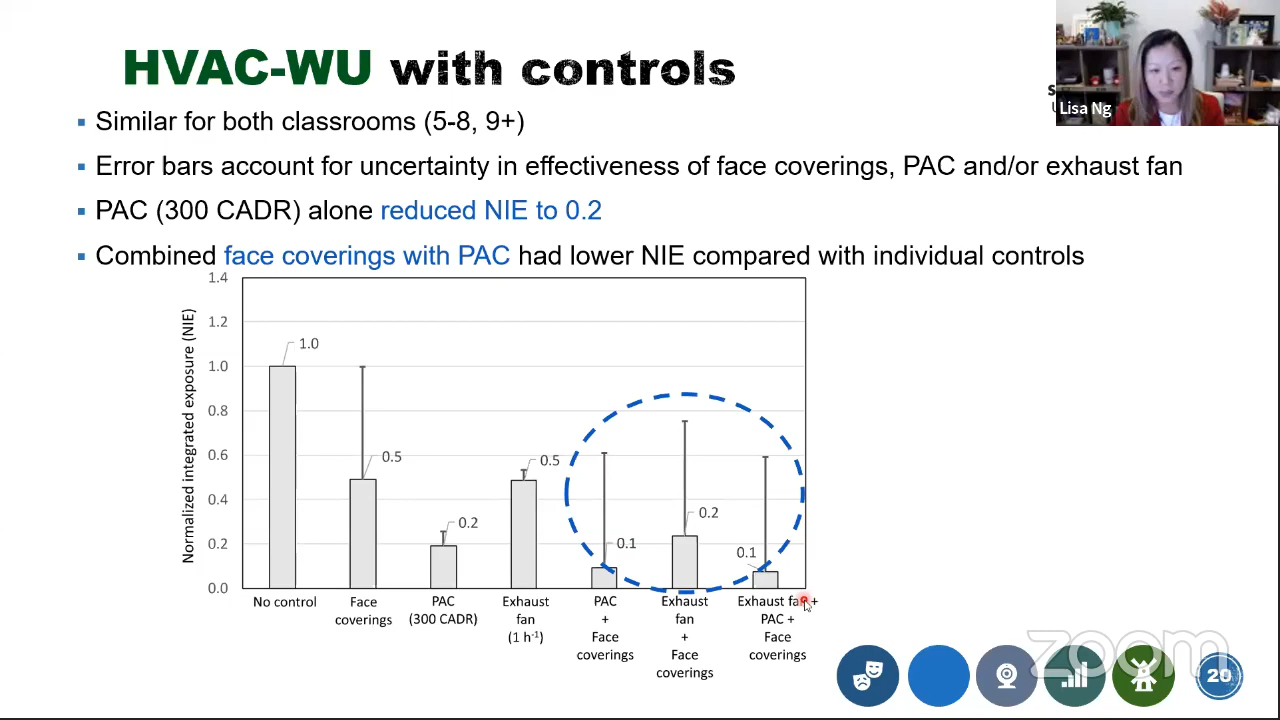 HVAC-WU with controls
Similar for both classrooms (5-8, 9+)
Error bars account for uncertainty in effectiveness of face coverings, PAC and/or exhaust fan
PAC (300 CADR) alone reduced NIE to 0.2
Combined face coverings with PAC had lower NIE compared with individual controls
Lisa Ng
Normalized integrated exposure (NIE)
1.4
1.2
1.0
0.8
0.6
0.4
0.2
0.0
1.0
0.5
0.2
0.5
0.1
0.2
0.1
No control
Face
coverings
PAC
(300 CADR)
Exhaust
fan
(1 h-1)
PAC
+
Face
coverings
Exhaust
fan
+
Face
coverings
Exhaust fan +
PAC +
Face
coverings
zoom
20